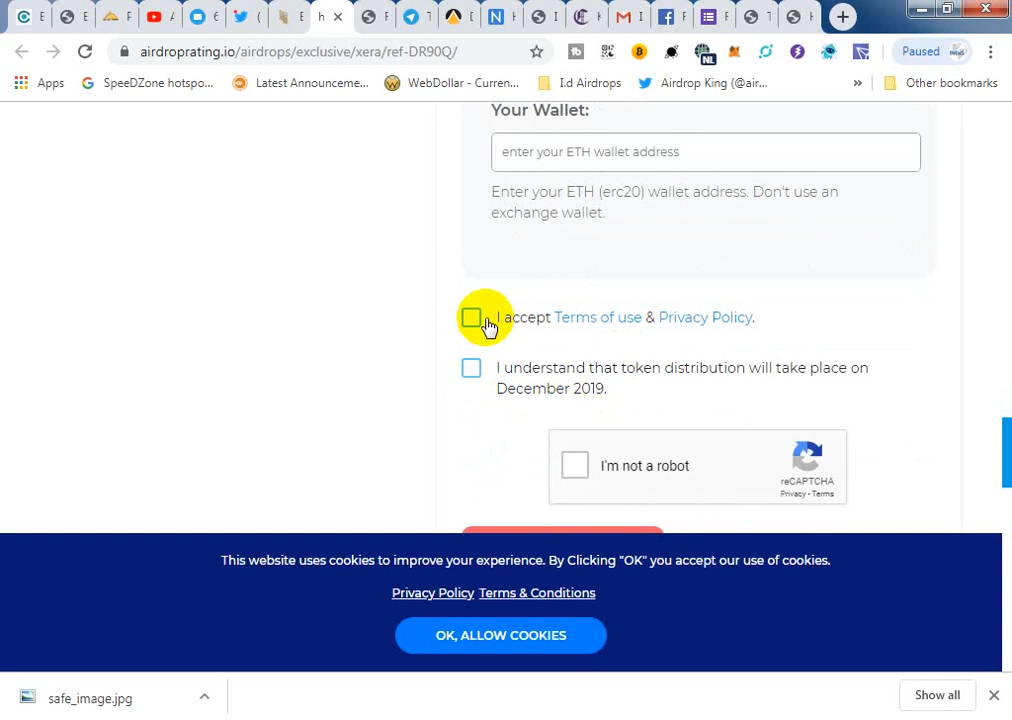 airdroprating.io/airdrops/exclusive/xera/ref-DR90Q/
Paused
Apps
SpeeDZone hotspo...
Latest Announceme...
WebDollar - Curren...
I.d Airdrops
Airdrop King (@air...
»
Other bookmarks
Your Wallet:
enter your ETH wallet address
Enter your ETH (erc20) wallet address. Don't use an
exchange wallet.
I accept Terms of use & Privacy Policy.
I understand that token distribution will take place on
December 2019.
I'm not a robot
reCAPTCHA
Privacy - Terms
This website uses cookies to improve your experience. By Clicking "OK" you accept our use of cookies.
Privacy Policy Terms & Conditions
OK, ALLOW COOKIES
safe_image.jpg
Show all